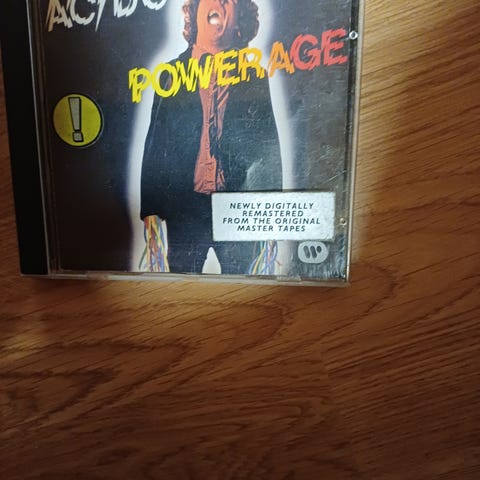 AC/DC
POWERAGE
!
NEWLY DIGITALLY
REMASTERED
FROM THE ORIGINAL
MASTER TAPES